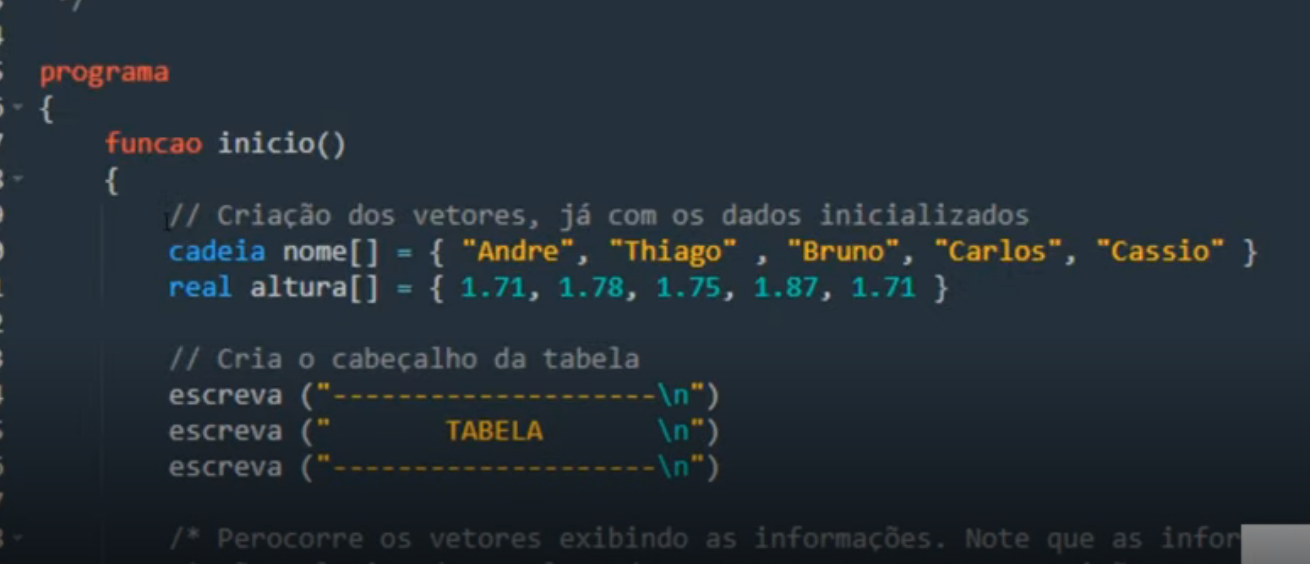 */
programa
{
funcao inicio()
{
// Criação dos vetores, já com os dados inicializados
cadeia nome[] = { "Andre", "Thiago" , "Bruno", "Carlos", "Cassio" }
real altura[] = { 1.71, 1.78, 1.75, 1.87, 1.71 }
// Cria o cabeçalho da tabela
escreva ("--------------------\n")
escreva ("       TABELA       \n")
escreva ("--------------------\n")
/* Perocorre os vetores exibindo as informações. Note que as infor